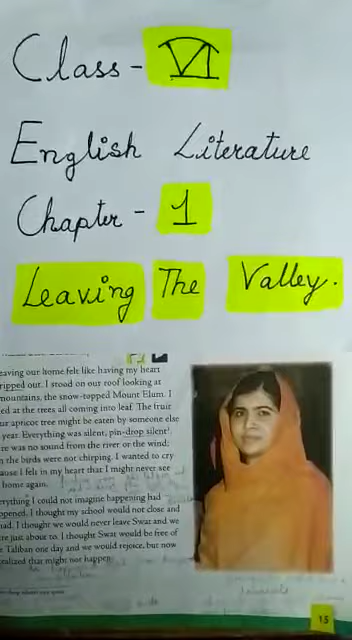 Class - VI
English Literature
Chapter - 1
Leaving The Valley.
eaving our home felt like having my heart
ripped out. I stood on our roof looking at
mountains, the snow-topped Mount Elum. I
ed at the trees all coming into leaf. The fruit
ur apricot tree might be eaten by someone else
year. Everything was silent, pin-drop silent
re was no sound from the river or the wind;
n the birds were not chirping. I wanted to cry
ause I felt in my heart that I might never see
home again.
erything I could not imagine happening had
ppened. I thought my school would not close and
had. I thought we would never leave Swat and we
re just about to. I thought Swat would be free of
Taliban one day and we would rejoice, but now
ealized that might not happen.
15